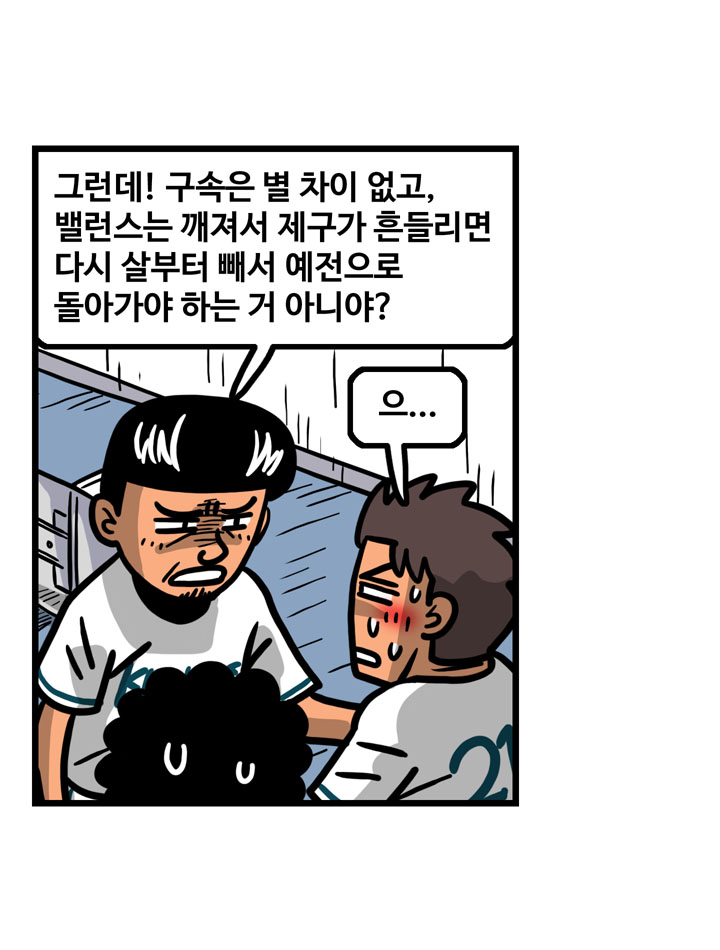 그런데! 구속은 별 차이 없고,
밸런스는 깨져서 제구가 흔들리면
다시 살부터 빼서 예전으로
돌아가야 하는 거 아니야?
으...
21